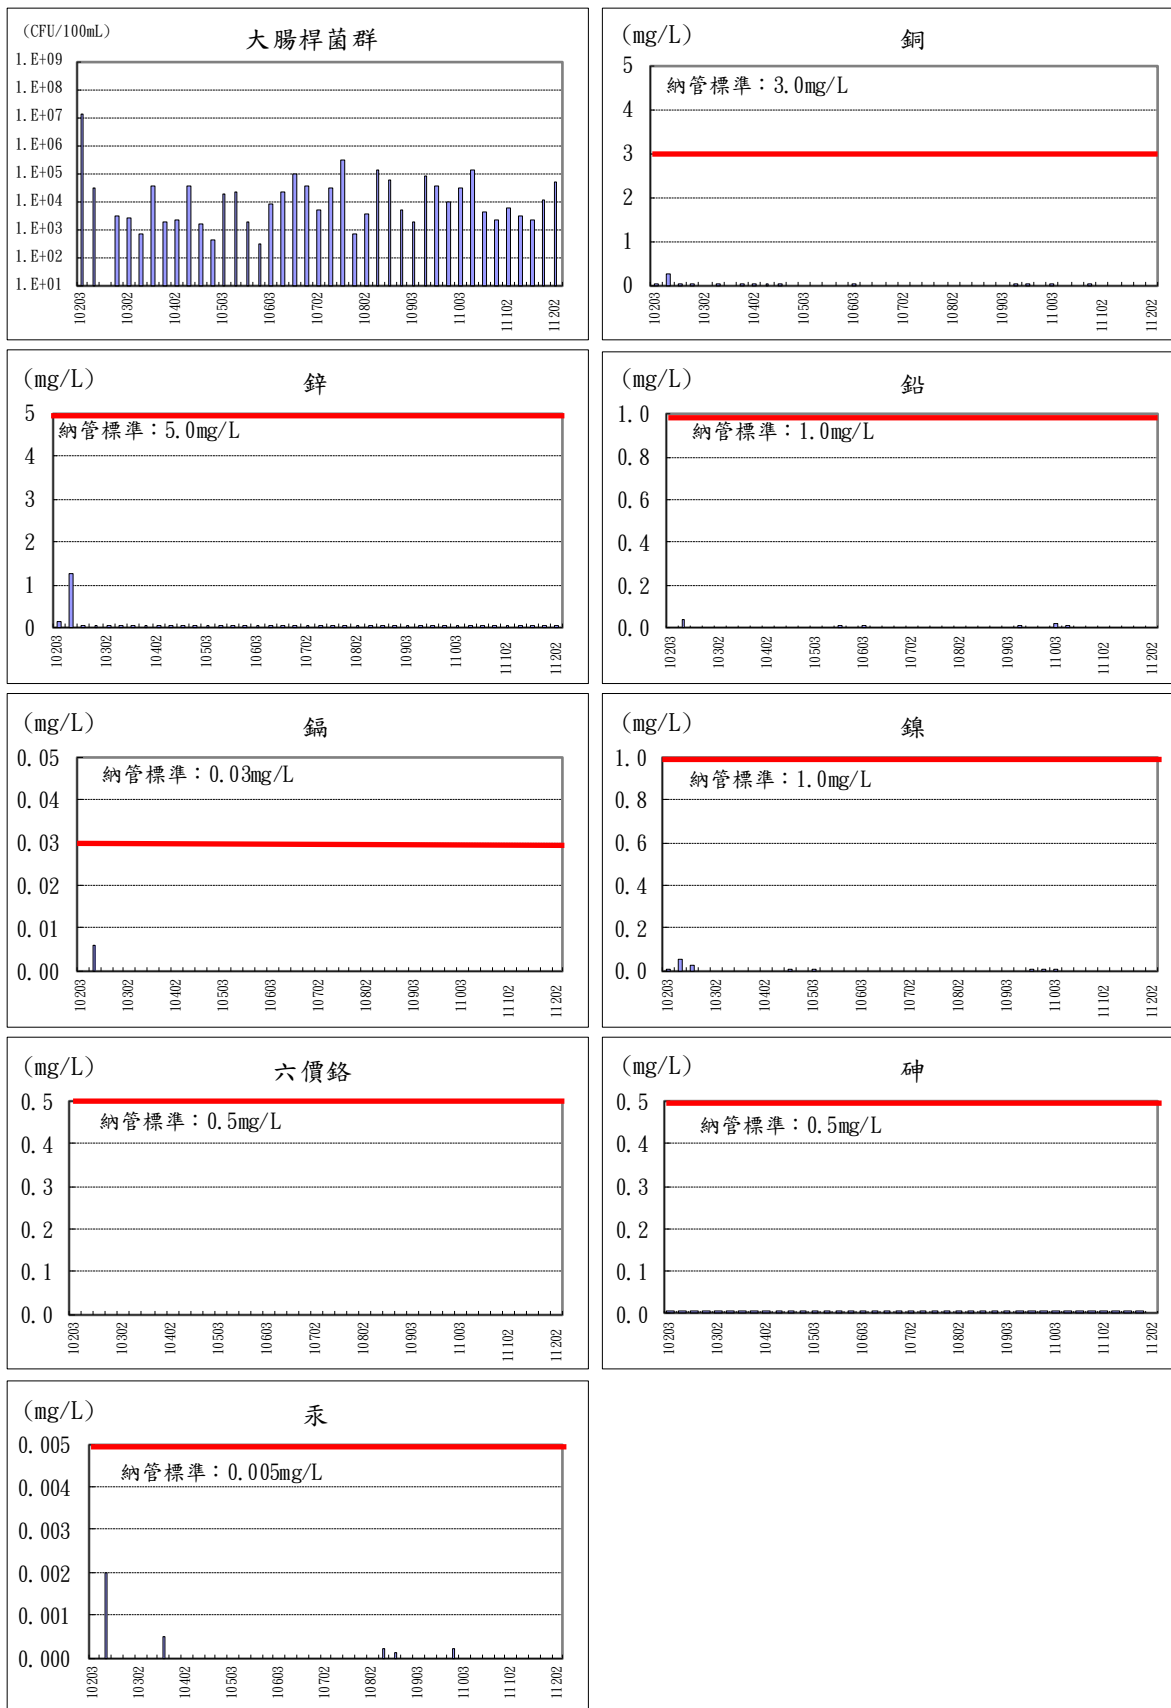 (CFU/100mL)
大腸桿菌群
1.E+09
1.E+08
1.E+07
1.E+06
1.E+05
1.E+04
1.E+03
1.E+02
1.E+01
10203 10302 10402 10503 10603 10702 10802 10903 11003 11102 11202
(mg/L)
銅
納管標準：3.0mg/L
5
4
3
2
1
0
10203 10302 10402 10503 10603 10702 10802 10903 11003 11102 11202
(mg/L)
鋅
納管標準：5.0mg/L
5
4
3
2
1
0
10203 10302 10402 10503 10603 10702 10802 10903 11003 11102 11202
(mg/L)
鉛
納管標準：1.0mg/L
1.0
0.8
0.6
0.4
0.2
0.0
10203 10302 10402 10503 10603 10702 10802 10903 11003 11102 11202
(mg/L)
鎘
納管標準：0.03mg/L
0.05
0.04
0.03
0.02
0.01
0.00
10203 10302 10402 10503 10603 10702 10802 10903 11003 11102 11202
(mg/L)
鎳
納管標準：1.0mg/L
1.0
0.8
0.6
0.4
0.2
0.0
10203 10302 10402 10503 10603 10702 10802 10903 11003 11102 11202
(mg/L)
六價鉻
納管標準：0.5mg/L
0.5
0.4
0.3
0.2
0.1
0.0
10203 10302 10402 10503 10603 10702 10802 10903 11003 11102 11202
(mg/L)
砷
納管標準：0.5mg/L
0.5
0.4
0.3
0.2
0.1
0.0
10203 10302 10402 10503 10603 10702 10802 10903 11003 11102 11202
(mg/L)
汞
納管標準：0.005mg/L
0.005
0.004
0.003
0.002
0.001
0.000
10203 10302 10402 10503 10603 10702 10802 10903 11003 11102 11202